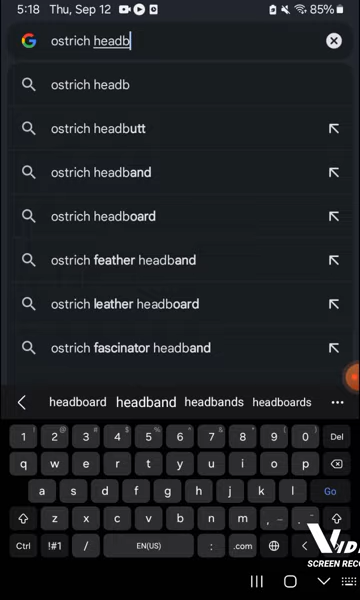 5:18 Thu, Sep 12 85%
ostrich headb
ostrich headb
ostrich headbutt
ostrich headband
ostrich headboard
ostrich feather headband
ostrich leather headboard
ostrich fascinator headband
headboard headband headbands headboards
1 2 3 4 5 6 7 8 9 0 Del
q w e r t y u i o p
a s d f g h j k l Go
z x c v b n m , .
Ctrl !#1 / EN(US) : .com
SCREEN REC